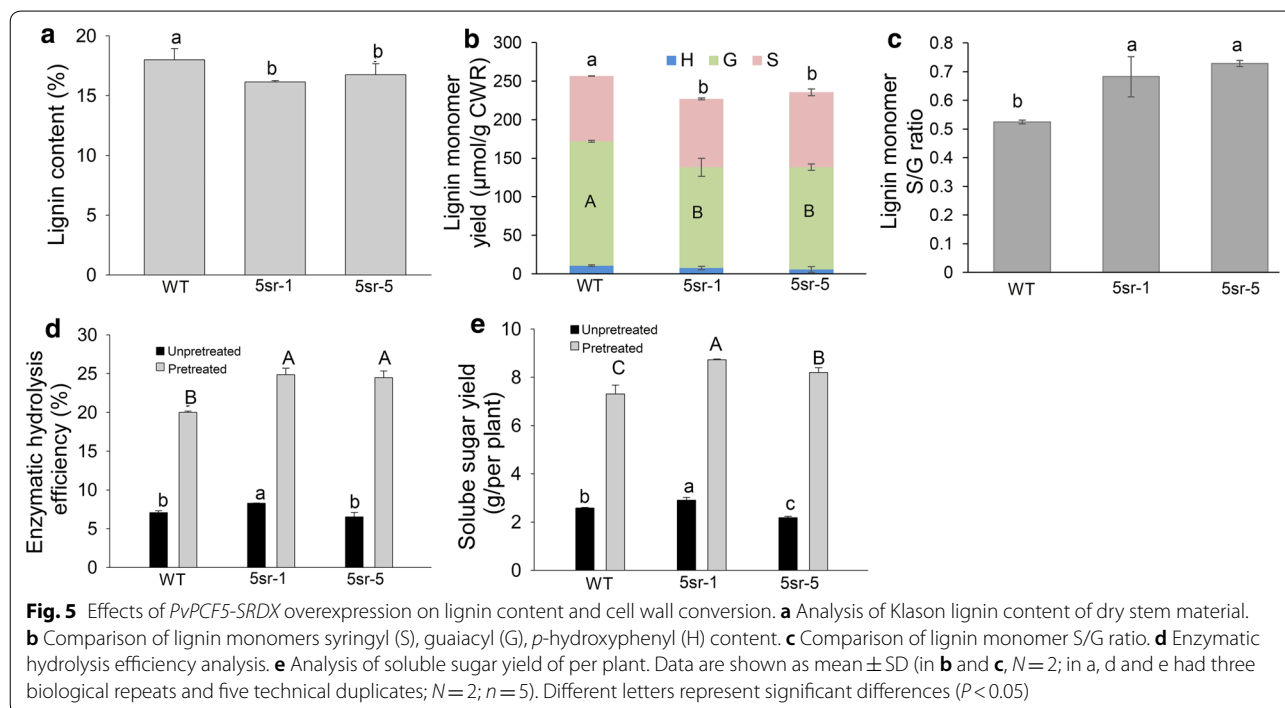 a
Lignin content (%)
20
15
10
5
0
a
b
b
WT
5sr-1
5sr-5
b
Lignin monomer
yield (µmol/g CWR)
300
250
200
150
100
50
0
H G S
a
b
b
A
B
B
WT
5sr-1
5sr-5
c
Lignin monomer
S/G ratio
0.8
0.7
0.6
0.5
0.4
0.3
0.2
0.1
0
b
a
a
WT
5sr-1
5sr-5
d
Enzymatic hydrolysis
efficiency (%)
30
25
20
15
10
5
0
Unpretreated
Pretreated
b
B
a
A
b
A
WT
5sr-1
5sr-5
e
Solube sugar yield
(g/per plant)
10
8
6
4
2
0
Unpretreated
Pretreated
b
C
a
A
c
B
WT
5sr-1
5sr-5
Fig. 5 Effects of PvPCF5-SRDX overexpression on lignin content and cell wall conversion. a Analysis of Klason lignin content of dry stem material.
b Comparison of lignin monomers syringyl (S), guaiacyl (G), p-hydroxyphenyl (H) content. c Comparison of lignin monomer S/G ratio. d Enzymatic
hydrolysis efficiency analysis. e Analysis of soluble sugar yield of per plant. Data are shown as mean ± SD (in b and c, N = 2; in a, d and e had three
biological repeats and five technical duplicates; N = 2; n = 5). Different letters represent significant differences (P < 0.05)